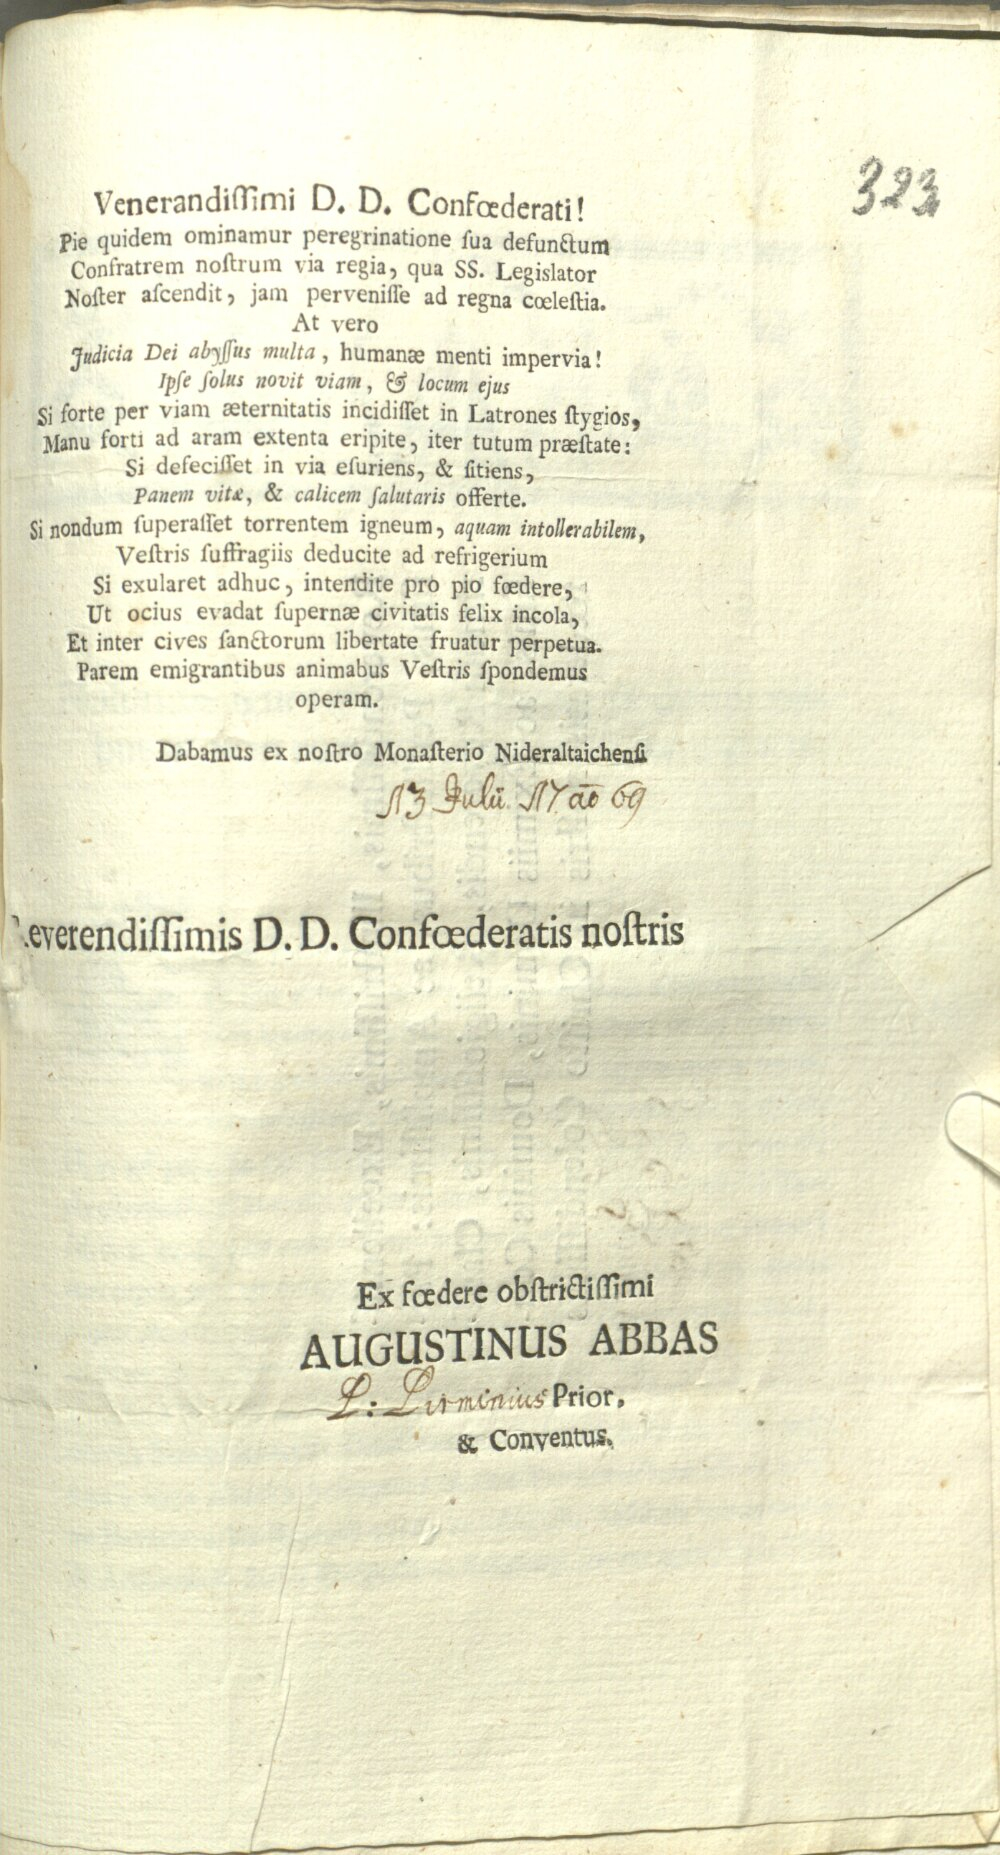 323
Venerandiſſimi D. D. Confœderati!
Pie quidem ominamur peregrinatione ſua defunctum
Confratrem noſtrum via regia, qua SS. Legislator
Noſter aſcendit, jam perveniſſe ad regna cœleſtia.
At vero
Judicia Dei abyſſus multa, humanæ menti impervia!
Ipſe ſolus novit viam, & locum ejus
Si forte per viam æternitatis incidiſſet in Latrones ſtygios,
Manu forti ad aram extenta eripite, iter tutum præſtate:
Si defeciſſet in via eſuriens, & ſitiens,
Panem vitæ, & calicem ſalutaris offerte.
Si nondum ſuperaſſet torrentem igneum, aquam intollerabilem,
Veſtris ſuffragiis deducite ad refrigerium
Si exularet adhuc, intendite pro pio fœdere,
Ut ocius evadat ſupernæ civitatis felix incola,
Et inter cives ſanctorum libertate fruatur perpetua.
Parem emigrantibus animabus Veſtris ſpondemus
operam.
Dabamus ex noſtro Monaſterio Nideraltaichenſi
13 Julii 17 ao 69
Reverendiſſimis D. D. Confœderatis noſtris
Ex fœdere obſtrictiſſimi
AUGUSTINUS ABBAS
P: Pirminius Prior,
& Conventus.